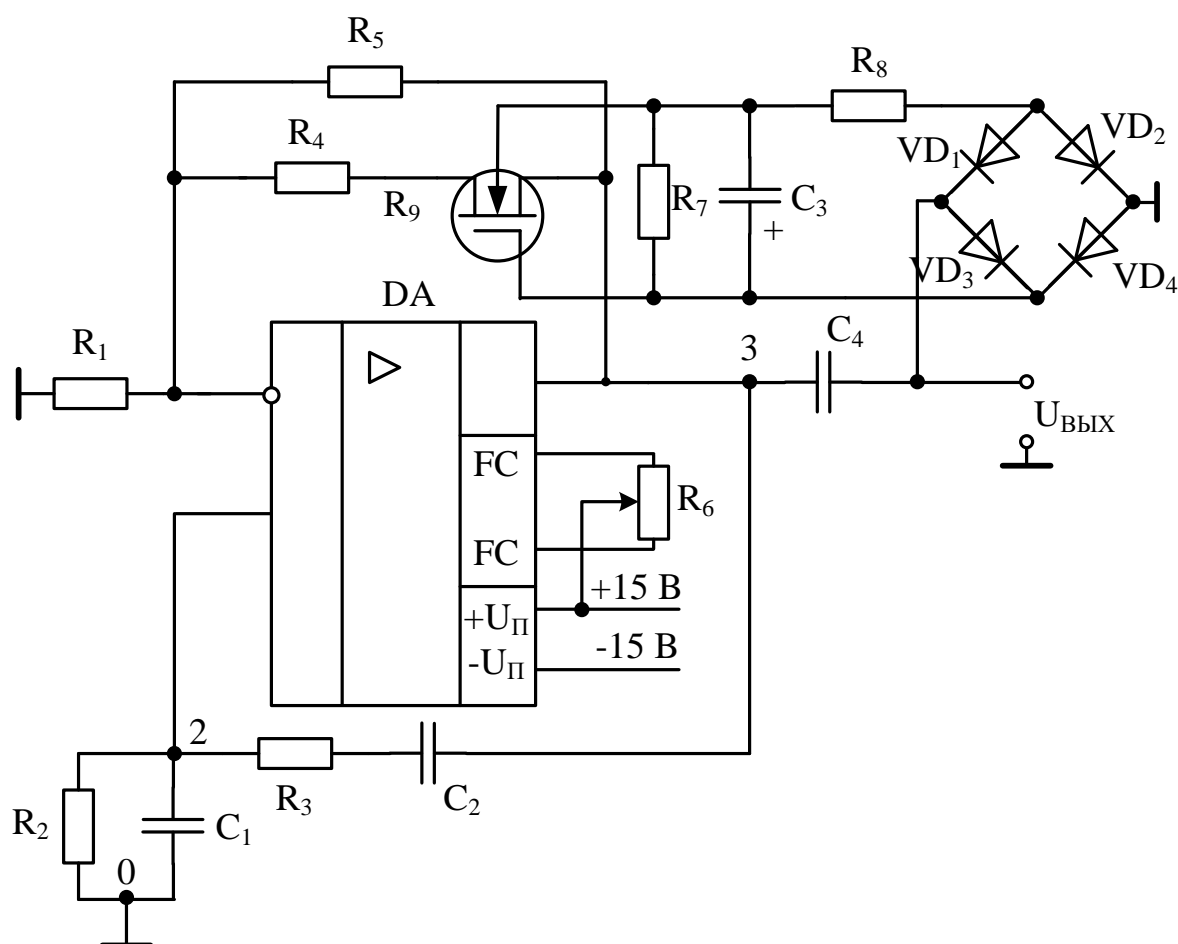 R5
R8
R4
VD1
VD2
R9
R7
C3
+
VD3
VD4
DA
R1
3
C4
UВЫХ
FC
R6
FC
+15 В
+UП
-15 В
-UП
2
R3
C2
R2
C1
0